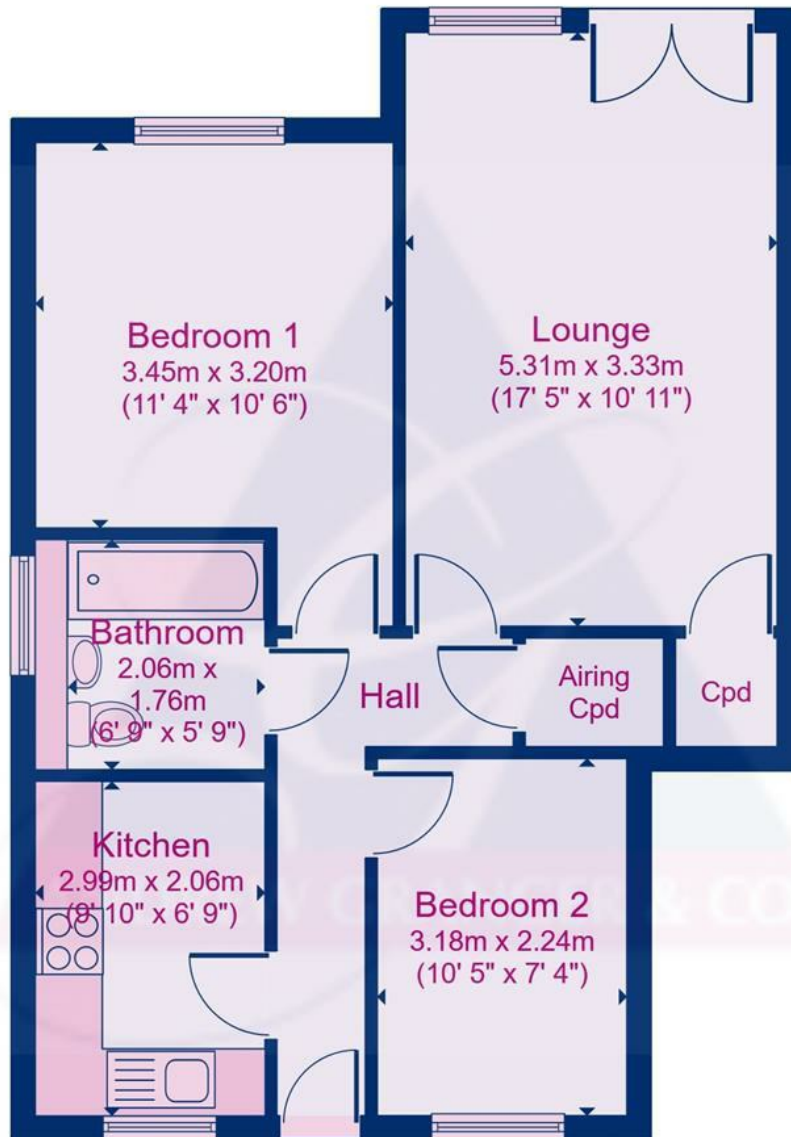 Bedroom 1
3.45m x 3.20m
(11' 4" x 10' 6")
Lounge
5.31m x 3.33m
(17' 5" x 10' 11")
Bathroom
2.06m x
1.76m
(6' 9" x 5' 9")
Hall
Airing
Cpd
Cpd
Kitchen
2.99m x 2.06m
(9' 10" x 6' 9")
Bedroom 2
3.18m x 2.24m
(10' 5" x 7' 4")
& CO